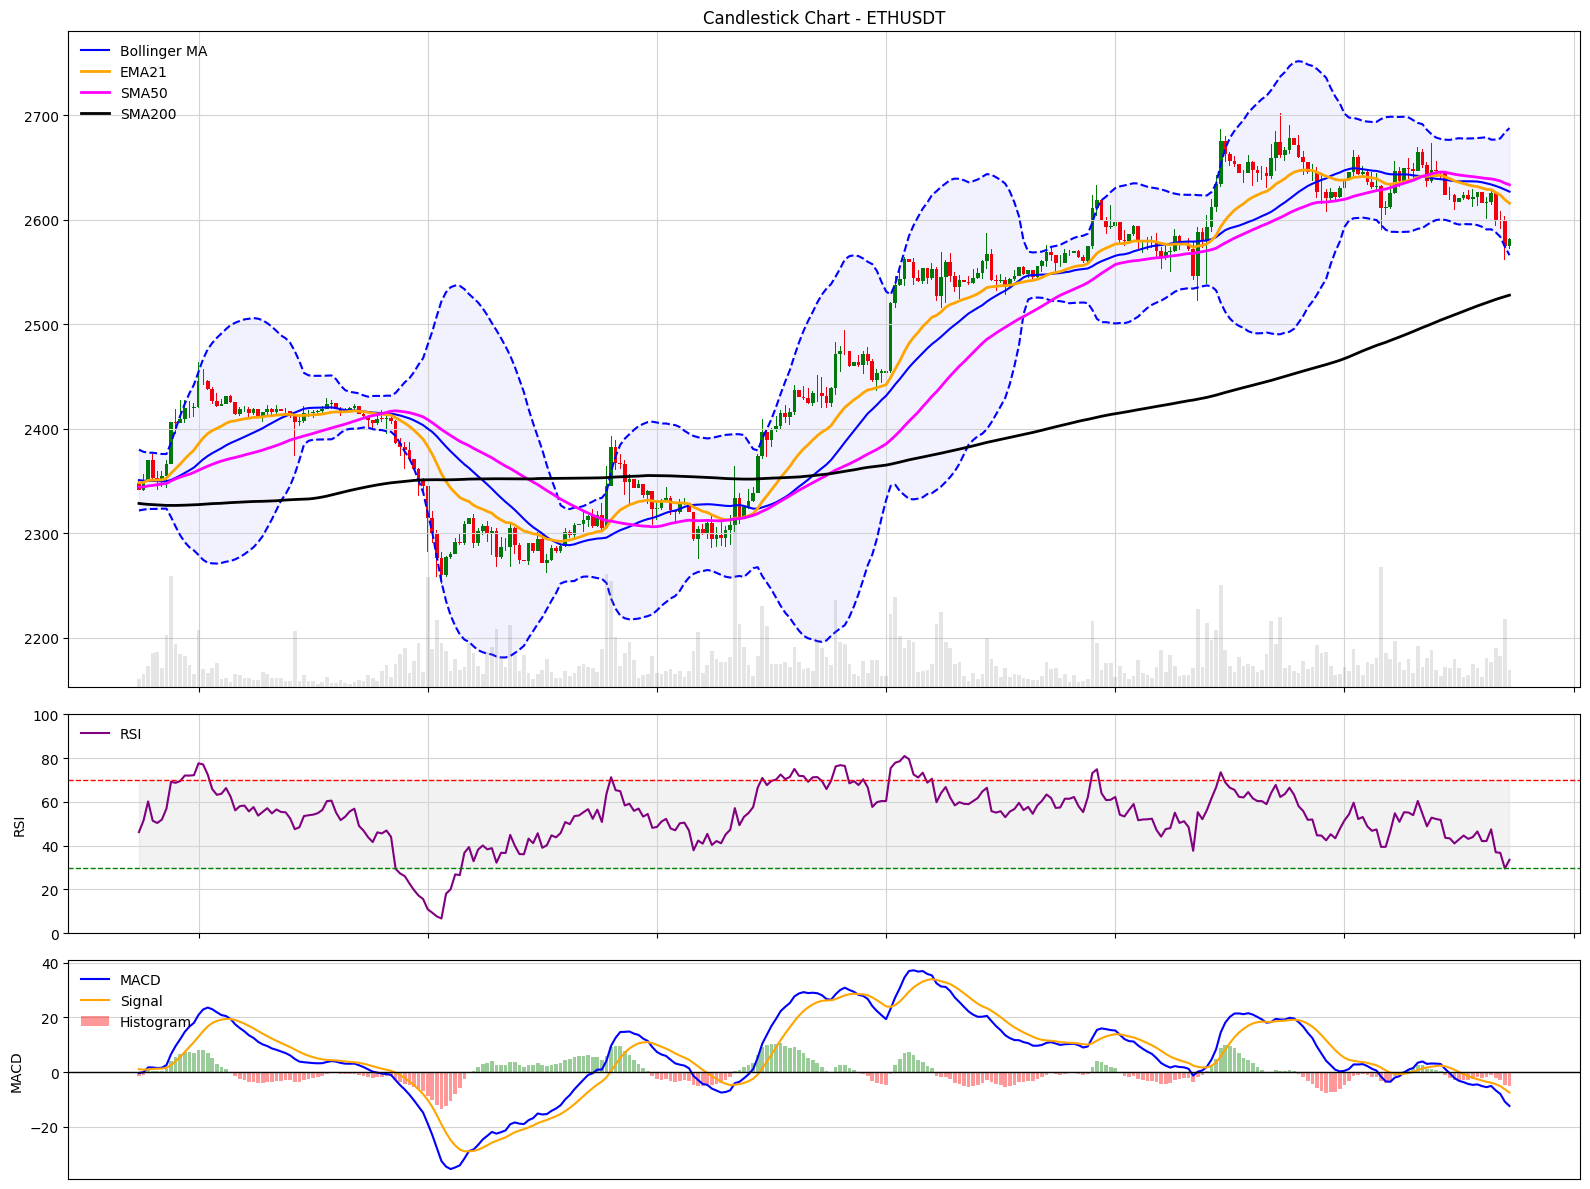 Candlestick Chart - ETHUSDT
Bollinger MA
EMA21
SMA50
SMA200
2700
2600
2500
2400
2300
2200
RSI
100
80
60
40
20
0
RSI
MACD
Signal
Histogram
40
20
0
−20
MACD